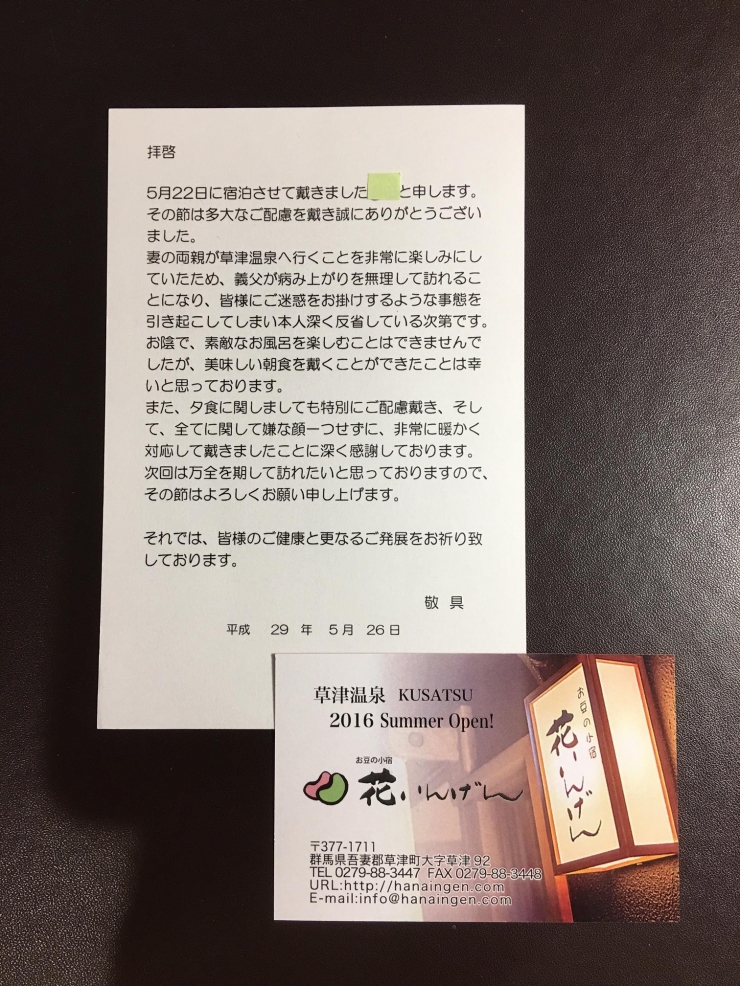 拝啓
5月22日に宿泊させて戴きました と申します。
その節は多大なご配慮を戴き誠にありがとうござい
ました。
妻の両親が草津温泉へ行くことを非常に楽しみにし
ていたため、義父が病み上がりを無理して訪れるこ
とになり、皆様にご迷惑をお掛けするような事態を
引き起こしてしまい本人深く反省している次第です。
お陰で、素敵なお風呂を楽しむことはできませんで
したが、美味しい朝食を戴くことができたことは幸
いと思っております。
また、夕食に関しましても特別にご配慮戴き、そし
て、全てに関して嫌な顔一つせずに、非常に暖かく
対応して戴きましたことに深く感謝しております。
次回は万全を期して訪れたいと思っておりますので、
その節はよろしくお願い申し上げます。
それでは、皆様のご健康と更なるご発展をお祈り致
しております。
敬 具
平成 29 年 5月 26日
草津温泉 KUSATSU
2016 Summer Open!
お豆の小宿
花いんげん
〒377-1711
群馬県吾妻郡草津町大字草津92
TEL 0279-88-3447 FAX 0279-88-3448
URL:http://hanaingen.com
E-mail:info@hanaingen.com
お豆の小宿
花いんげん